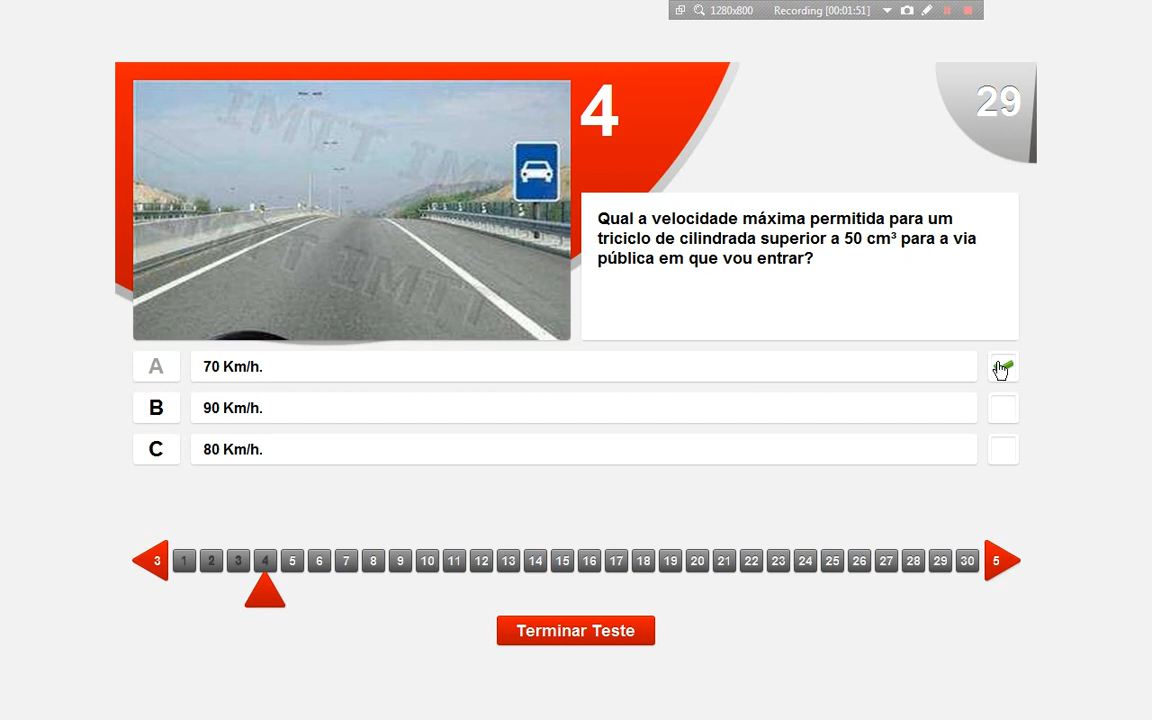 1280x800 Recording [00:01:51]
IMTT IMTT
4
29
Qual a velocidade máxima permitida para um
triciclo de cilindrada superior a 50 cm³ para a via
pública em que vou entrar?
IMTT
A 70 Km/h.
B 90 Km/h.
C 80 Km/h.
3 1 2 3 4 5 6 7 8 9 10 11 12 13 14 15 16 17 18 19 20 21 22 23 24 25 26 27 28 29 30 5
Terminar Teste